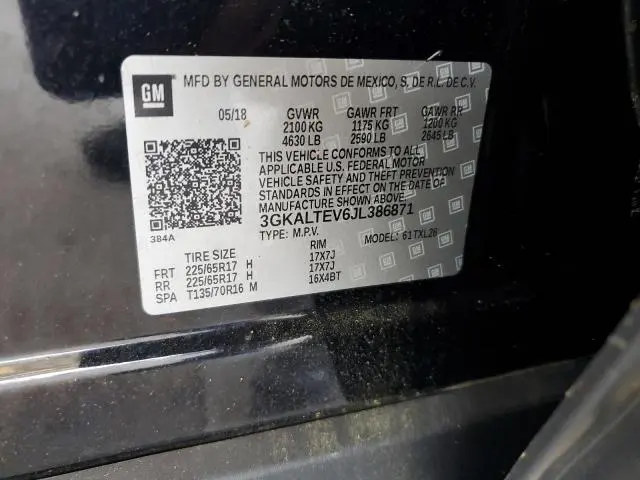 GM
MFD BY GENERAL MOTORS DE MEXICO, S, DE R.L. DE C.V.
05/18 GVWR GAWR FRT GAWR RR
2100 KG 1175 KG 1200 KG
4630 LB 2590 LB 2645 LB
THIS VEHICLE CONFORMS TO ALL
APPLICABLE U.S. FEDERAL MOTOR
VEHICLE SAFETY AND THEFT PREVENTION
STANDARDS IN EFFECT ON THE DATE OF
MANUFACTURE SHOWN ABOVE.
3GKALTEV6JL386871
TYPE: M.P.V. MODEL: 61TXL26
384A
TIRE SIZE RIM
FRT 225/65R17 H 17X7J
RR 225/65R17 H 17X7J
SPA T135/70R16 M 16X4BT